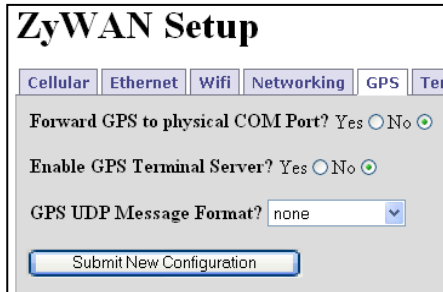 ZyWAN Setup
Cellular Ethernet Wifi Networking GPS Te
Forward GPS to physical COM Port? Yes No
Enable GPS Terminal Server? Yes No
GPS UDP Message Format? none
Submit New Configuration